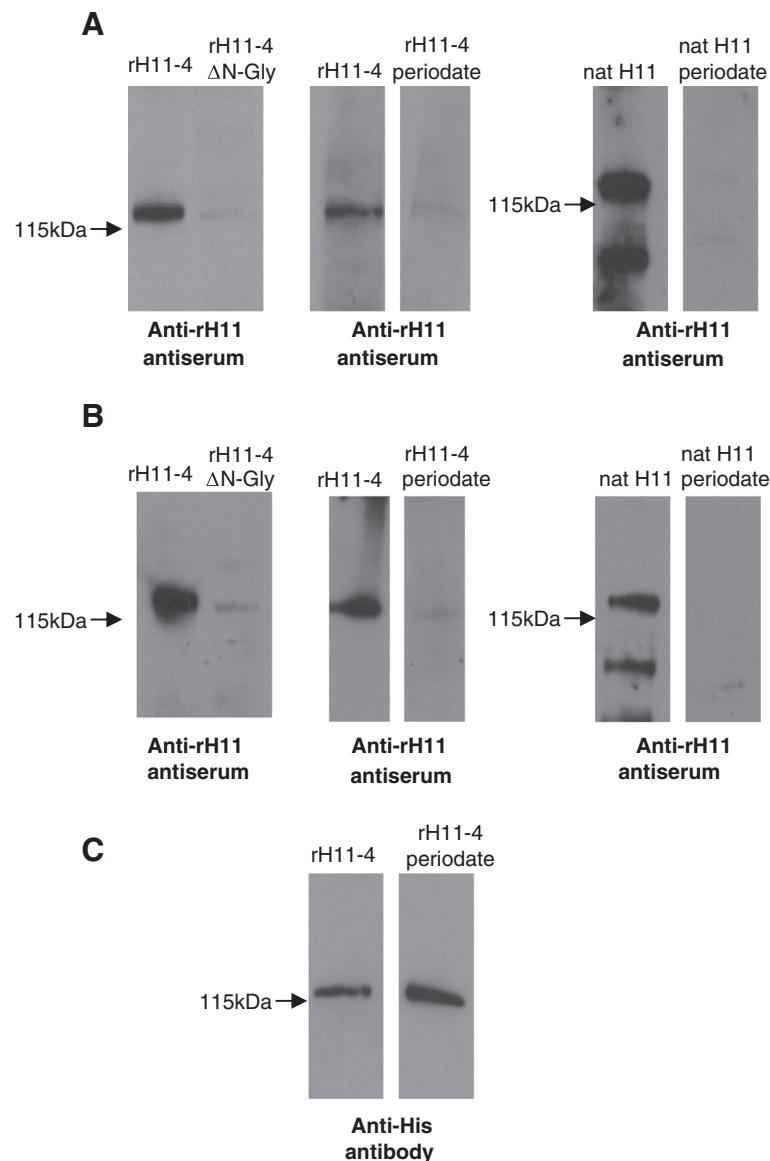 A
rH11-4
rH11-4
ΔN-Gly
rH11-4
rH11-4
periodate
nat H11
nat H11
periodate
115kDa
115kDa
Anti-rH11
antiserum
Anti-rH11
antiserum
Anti-rH11
antiserum
B
rH11-4
rH11-4
ΔN-Gly
rH11-4
rH11-4
periodate
nat H11
nat H11
periodate
115kDa
115kDa
Anti-rH11
antiserum
Anti-rH11
antiserum
Anti-rH11
antiserum
C
rH11-4
rH11-4
periodate
115kDa
Anti-His
antibody